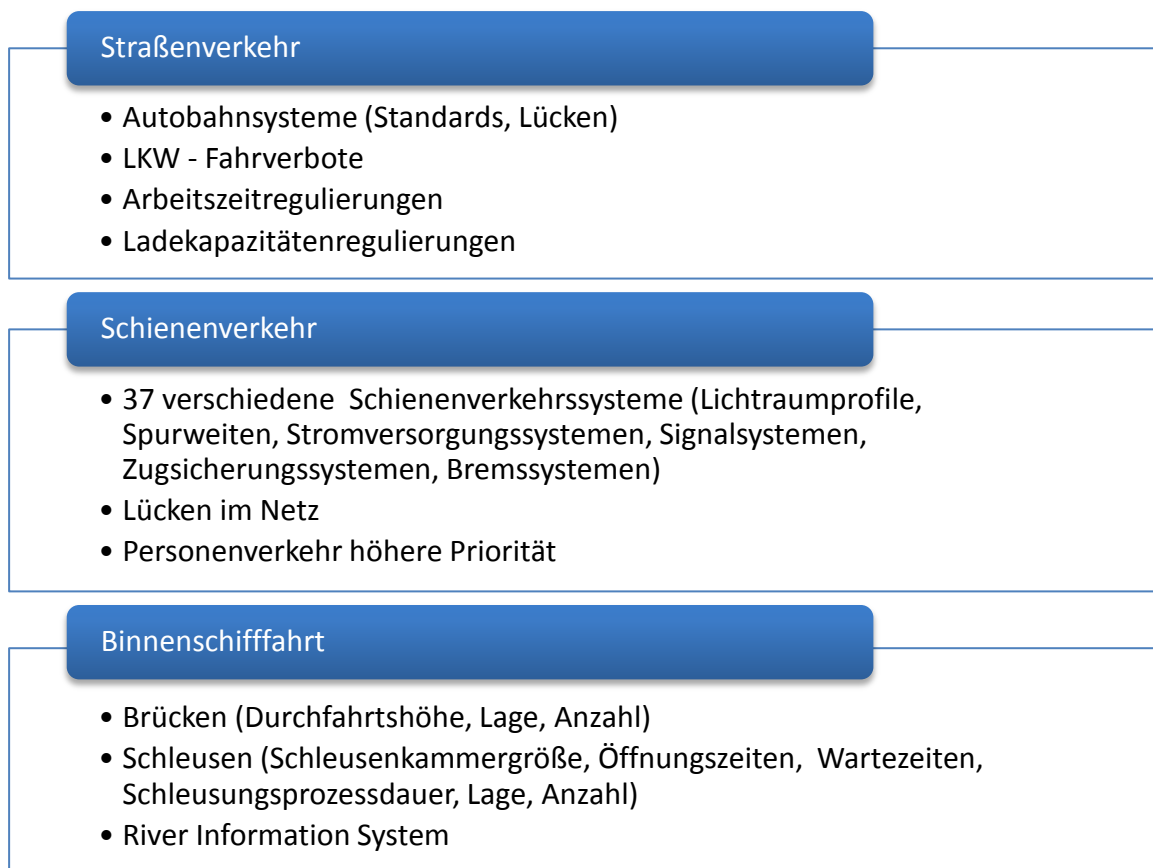 Straßenverkehr
• Autobahnsysteme (Standards, Lücken)
• LKW - Fahrverbote
• Arbeitszeitregulierungen
• Ladekapazitätenregulierungen
Schienenverkehr
• 37 verschiedene  Schienenverkehrssysteme (Lichtraumprofile,
Spurweiten, Stromversorgungssystemen, Signalsystemen,
Zugsicherungssystemen, Bremssystemen)
• Lücken im Netz
• Personenverkehr höhere Priorität
Binnenschifffahrt
• Brücken (Durchfahrtshöhe, Lage, Anzahl)
• Schleusen (Schleusenkammergröße, Öffnungszeiten,  Wartezeiten,
Schleusungsprozessdauer, Lage, Anzahl)
• River Information System